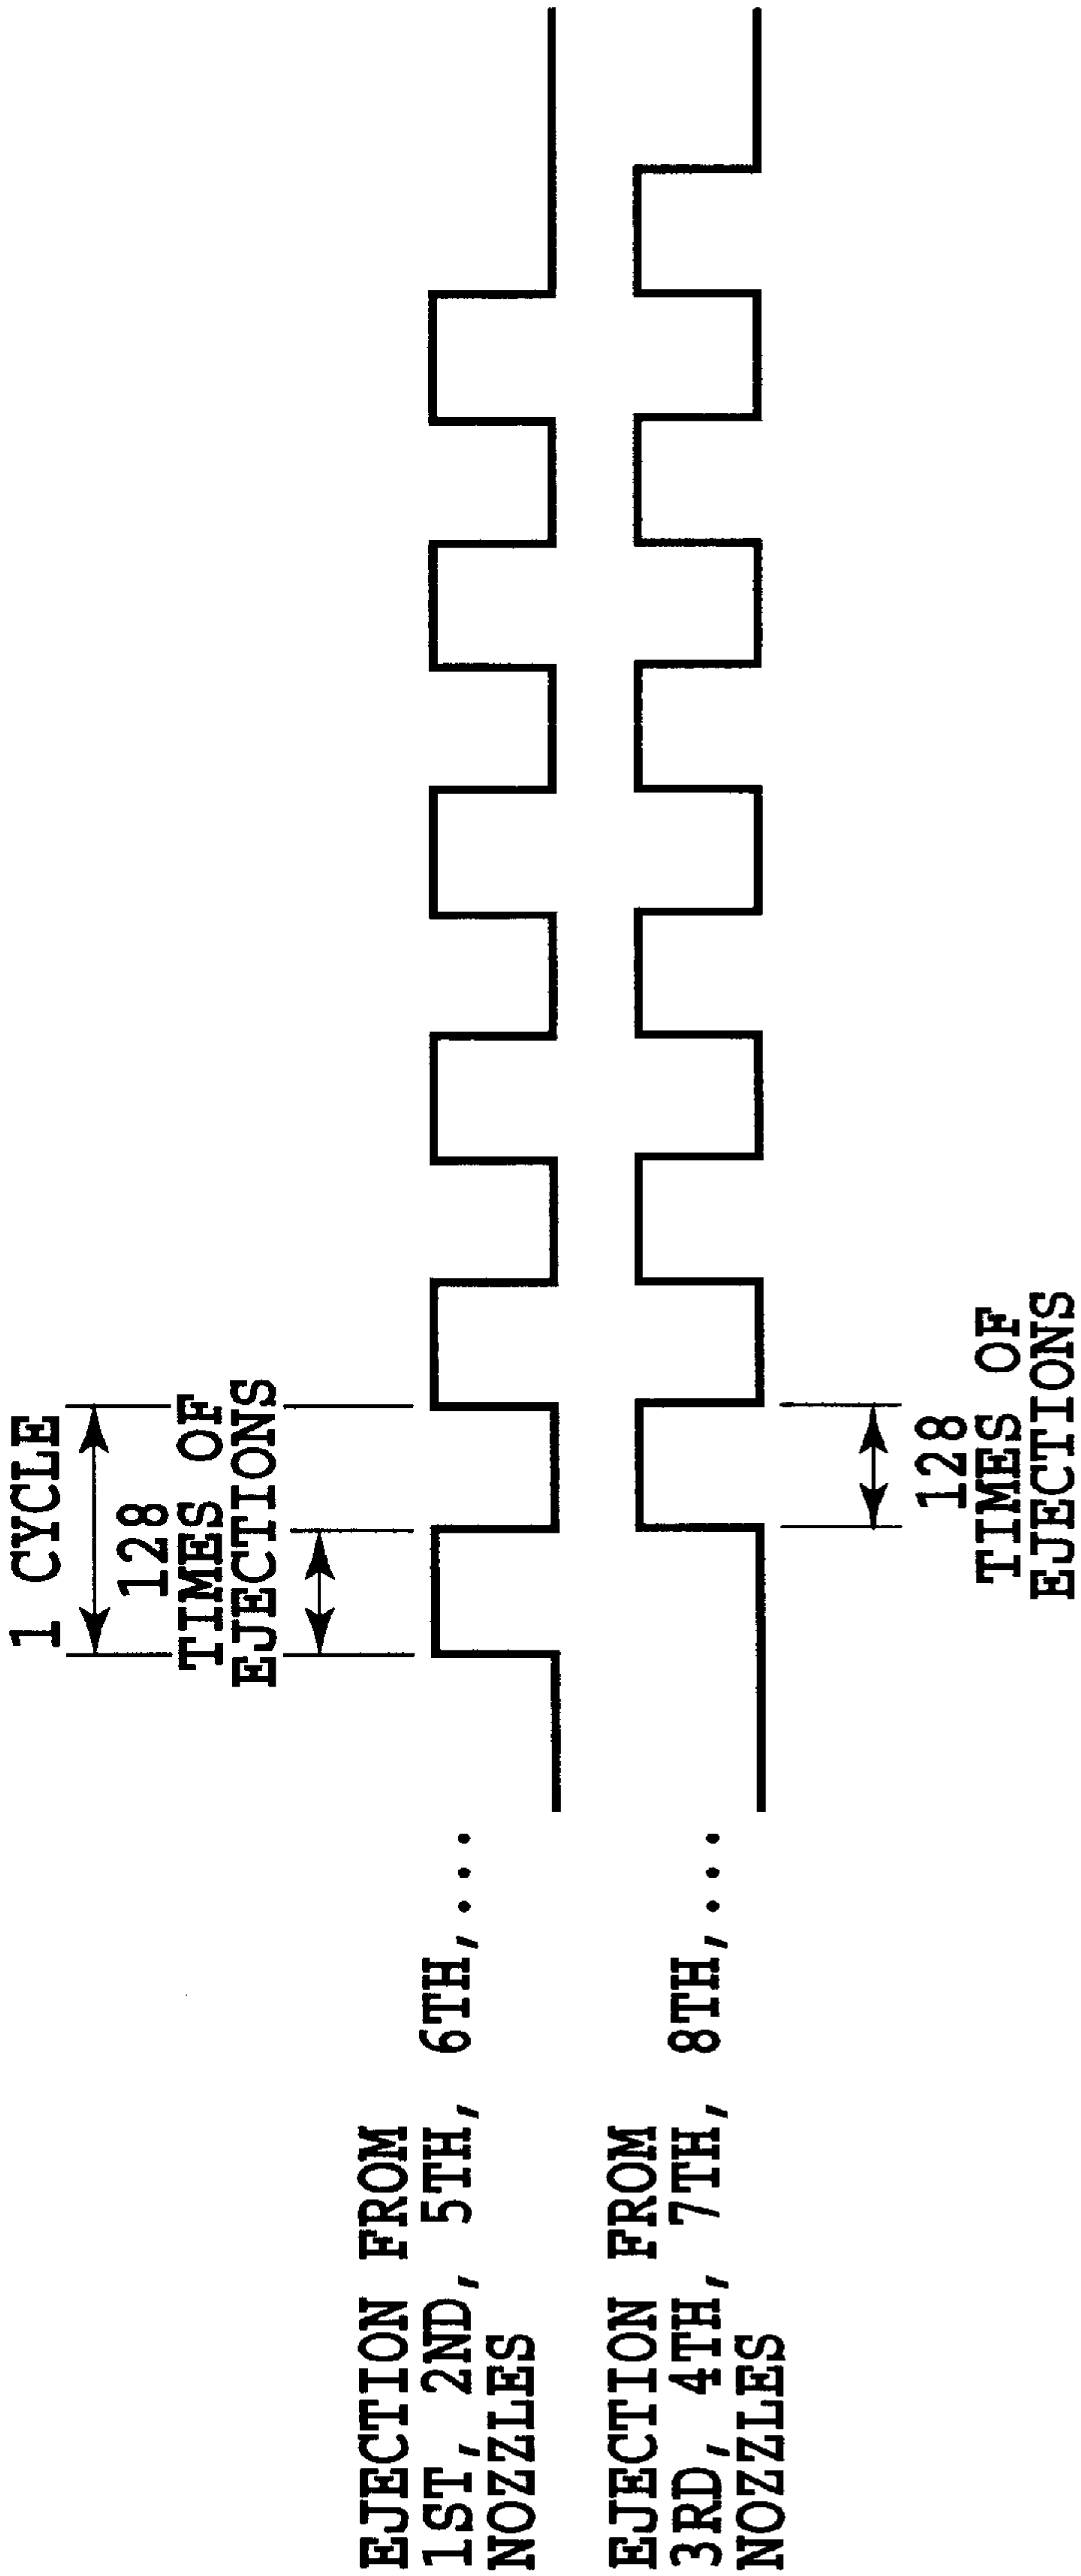 1 CYCLE
128
TIMES OF
EJECTIONS
EJECTION FROM
1ST, 2ND, 5TH, 6TH,...
NOZZLES
EJECTION FROM
3RD, 4TH, 7TH, 8TH,...
NOZZLES
128
TIMES OF
EJECTIONS